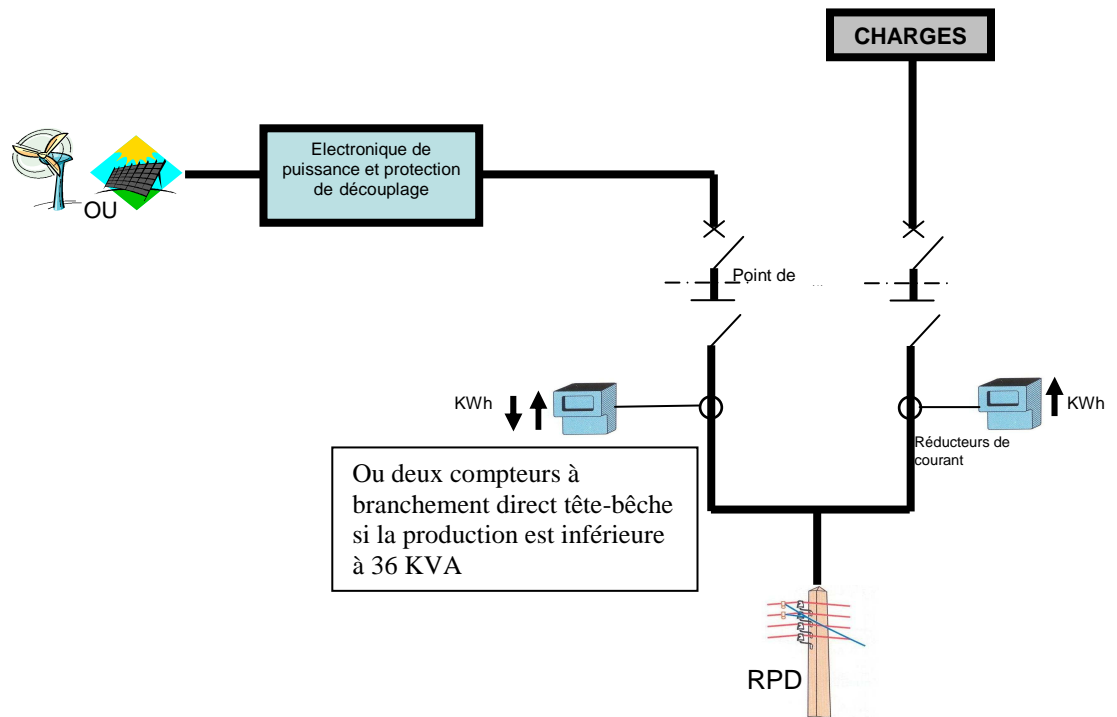 CHARGES
Electronique de
puissance et protection
de découplage
OU
Point de
...
KWh
KWh
Réducteurs de
courant
Ou deux compteurs à
branchement direct tête-bêche
si la production est inférieure
à 36 KVA
RPD